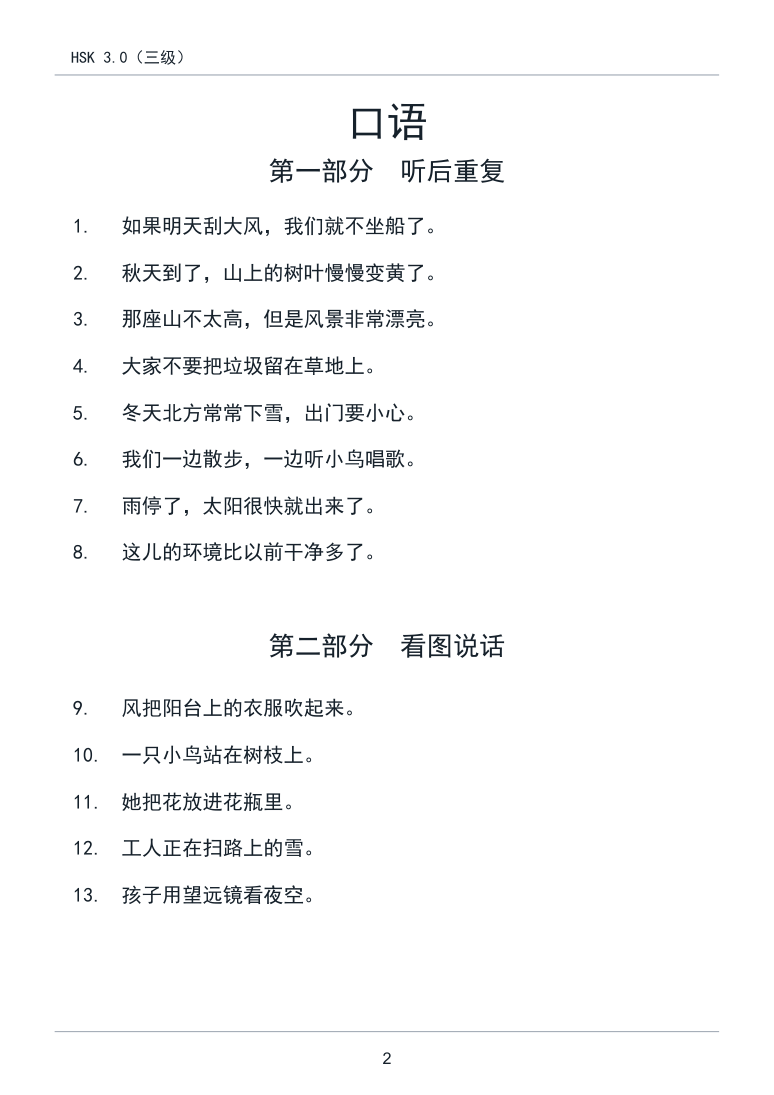 HSK 3.0（三级）
口语
第一部分　听后重复
1. 如果明天刮大风，我们就不坐船了。
2. 秋天到了，山上的树叶慢慢变黄了。
3. 那座山不太高，但是风景非常漂亮。
4. 大家不要把垃圾留在草地上。
5. 冬天北方常常下雪，出门要小心。
6. 我们一边散步，一边听小鸟唱歌。
7. 雨停了，太阳很快就出来了。
8. 这儿的环境比以前干净多了。
第二部分　看图说话
9. 风把阳台上的衣服吹起来。
10. 一只小鸟站在树枝上。
11. 她把花放进花瓶里。
12. 工人正在扫路上的雪。
13. 孩子用望远镜看夜空。
2